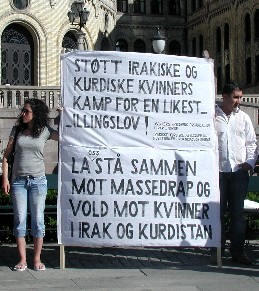 STØTT IRAKISKE OG
KURDISKE KVINNERS
KAMP FOR EN LIKEST_
ILLINGSLOV !
LA STÅ SAMMEN
MOT MASSEDRAP OG
VOLD MOT KVINNER
I IRAK OG KURDISTAN